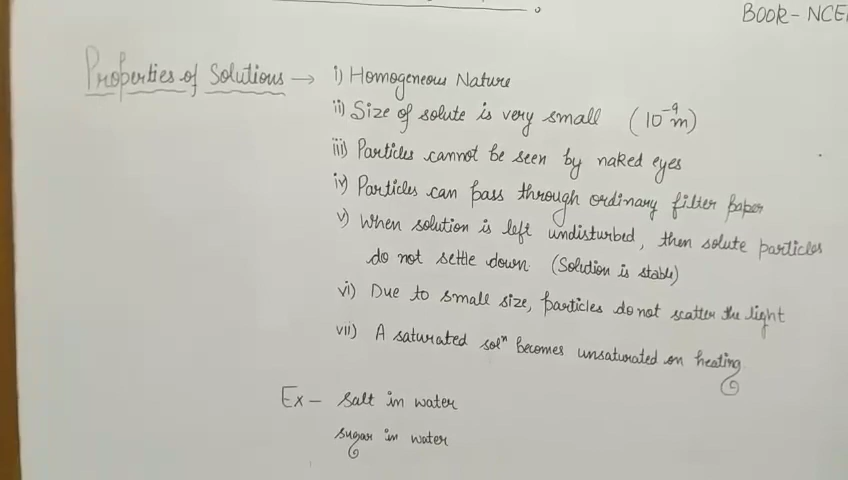 BOOK - NCE
Properties of Solutions → i) Homogeneous Nature
ii) Size of solute is very small (10⁻⁹m)
iii) Particles cannot be seen by naked eyes
iv) Particles can pass through ordinary filter paper
v) When solution is left undisturbed, then solute particles
do not settle down. (Solution is stable)
vi) Due to small size, particles do not scatter the light
vii) A saturated solⁿ becomes unsaturated on heating
Ex - Salt in water
sugar in water